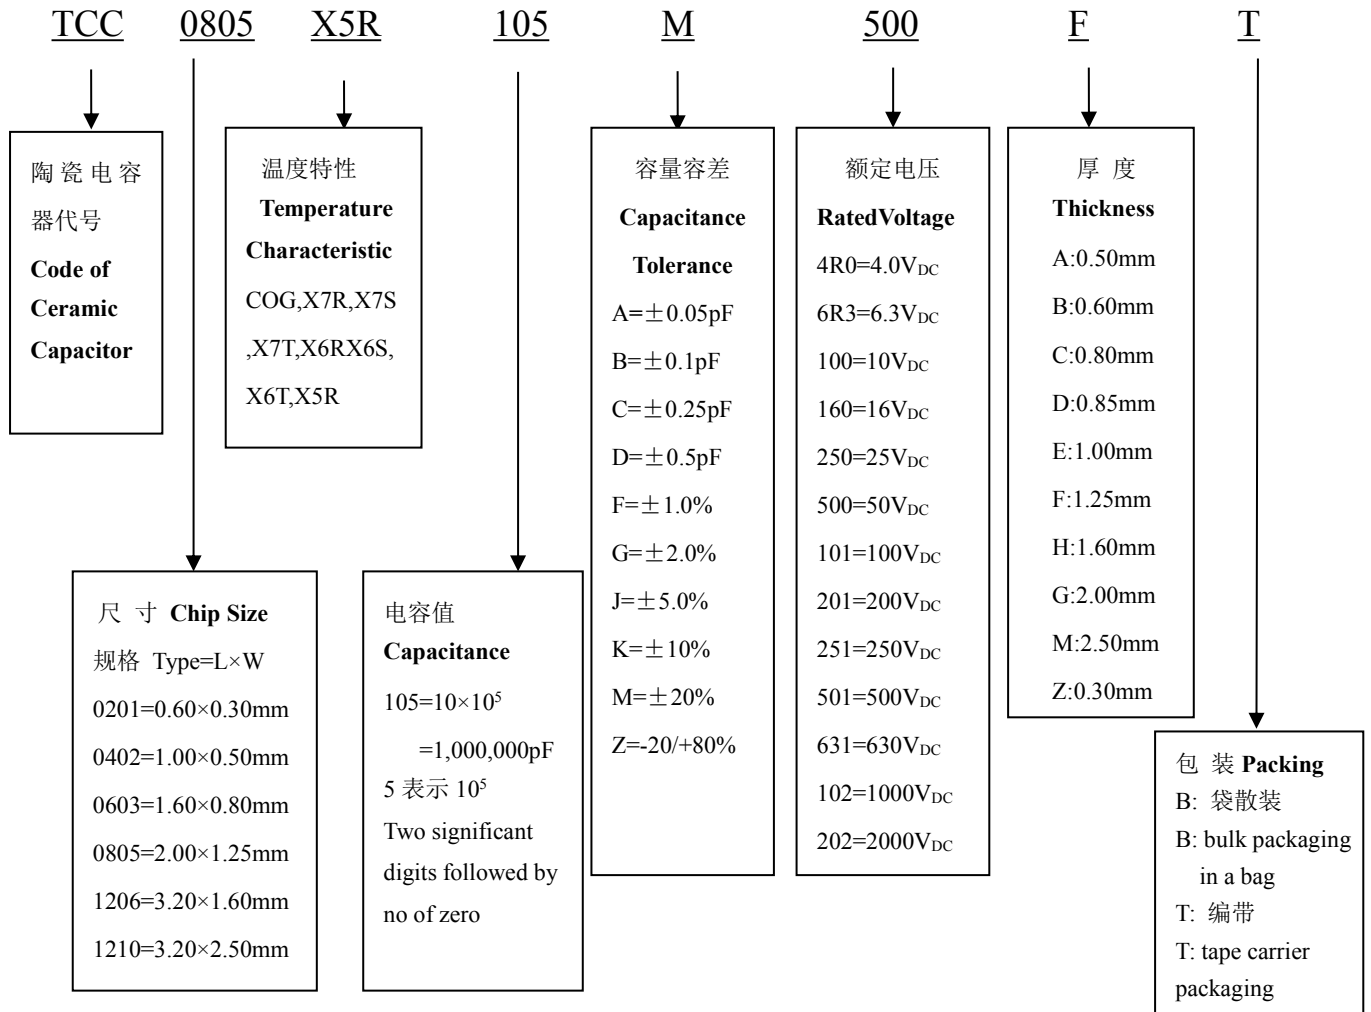 TCC 0805 X5R 105 M 500 F T
陶瓷电容
器代号
Code of
Ceramic
Capacitor
温度特性
Temperature
Characteristic
COG,X7R,X7S
,X7T,X6RX6S,
X6T,X5R
容量容差
Capacitance
Tolerance
A=±0.05pF
B=±0.1pF
C=±0.25pF
D=±0.5pF
F=±1.0%
G=±2.0%
J=±5.0%
K=±10%
M=±20%
Z=-20/+80%
额定电压
RatedVoltage
4R0=4.0VDC
6R3=6.3VDC
100=10VDC
160=16VDC
250=25VDC
500=50VDC
101=100VDC
201=200VDC
251=250VDC
501=500VDC
631=630VDC
102=1000VDC
202=2000VDC
厚 度
Thickness
A:0.50mm
B:0.60mm
C:0.80mm
D:0.85mm
E:1.00mm
F:1.25mm
H:1.60mm
G:2.00mm
M:2.50mm
Z:0.30mm
尺 寸 Chip Size
规格 Type=L×W
0201=0.60×0.30mm
0402=1.00×0.50mm
0603=1.60×0.80mm
0805=2.00×1.25mm
1206=3.20×1.60mm
1210=3.20×2.50mm
电容值
Capacitance
105=10×10⁵
=1,000,000pF
5 表示 10⁵
Two significant
digits followed by
no of zero
包 装 Packing
B: 袋散装
B: bulk packaging
in a bag
T: 编带
T: tape carrier
packaging